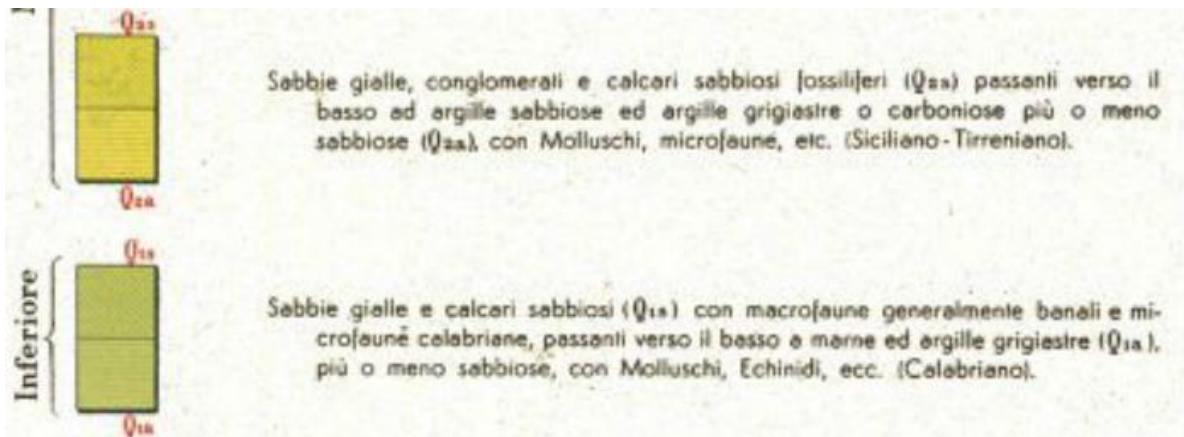 Q2s
Sabbie gialle, conglomerati e calcari sabbiosi fossiliferi (Q2s) passanti verso il
basso ad argille sabbiose ed argille grigiastre o carboniose più o meno
sabbiose (Q2a), con Molluschi, microfaune, etc. (Siciliano-Tirreniano).
Q2a
Inferiore
Q1s
Sabbie gialle e calcari sabbiosi (Q1s) con macrofaune generalmente banali e mi-
crofaune calabriane, passanti verso il basso a marne ed argille grigiastre (Q1a),
più o meno sabbiose, con Molluschi, Echinidi, ecc. (Calabriano).
Q1a